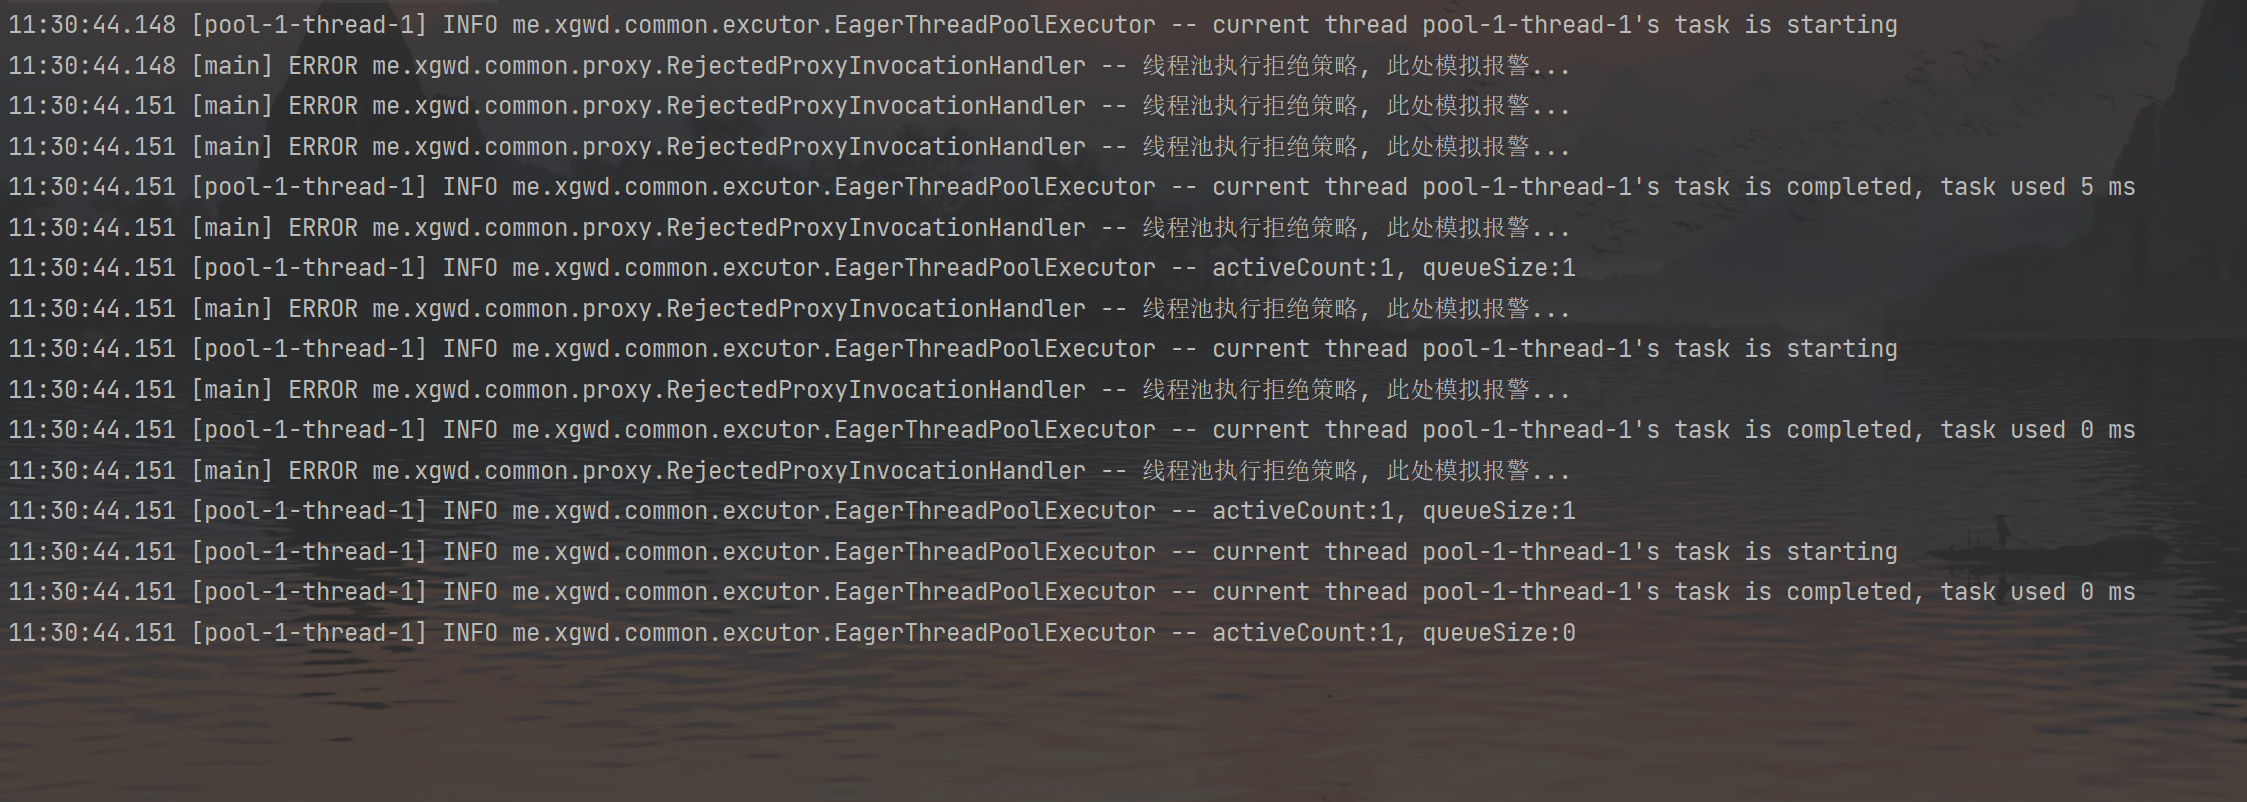 11:30:44.148 [pool-1-thread-1] INFO me.xgwd.common.excutor.EagerThreadPoolExecutor -- current thread pool-1-thread-1's task is starting
11:30:44.148 [main] ERROR me.xgwd.common.proxy.RejectedProxyInvocationHandler -- 线程池执行拒绝策略, 此处模拟报警...
11:30:44.151 [main] ERROR me.xgwd.common.proxy.RejectedProxyInvocationHandler -- 线程池执行拒绝策略, 此处模拟报警...
11:30:44.151 [main] ERROR me.xgwd.common.proxy.RejectedProxyInvocationHandler -- 线程池执行拒绝策略, 此处模拟报警...
11:30:44.151 [pool-1-thread-1] INFO me.xgwd.common.excutor.EagerThreadPoolExecutor -- current thread pool-1-thread-1's task is completed, task used 5 ms
11:30:44.151 [main] ERROR me.xgwd.common.proxy.RejectedProxyInvocationHandler -- 线程池执行拒绝策略, 此处模拟报警...
11:30:44.151 [pool-1-thread-1] INFO me.xgwd.common.excutor.EagerThreadPoolExecutor -- activeCount:1, queueSize:1
11:30:44.151 [main] ERROR me.xgwd.common.proxy.RejectedProxyInvocationHandler -- 线程池执行拒绝策略, 此处模拟报警...
11:30:44.151 [pool-1-thread-1] INFO me.xgwd.common.excutor.EagerThreadPoolExecutor -- current thread pool-1-thread-1's task is starting
11:30:44.151 [main] ERROR me.xgwd.common.proxy.RejectedProxyInvocationHandler -- 线程池执行拒绝策略, 此处模拟报警...
11:30:44.151 [pool-1-thread-1] INFO me.xgwd.common.excutor.EagerThreadPoolExecutor -- current thread pool-1-thread-1's task is completed, task used 0 ms
11:30:44.151 [main] ERROR me.xgwd.common.proxy.RejectedProxyInvocationHandler -- 线程池执行拒绝策略, 此处模拟报警...
11:30:44.151 [pool-1-thread-1] INFO me.xgwd.common.excutor.EagerThreadPoolExecutor -- activeCount:1, queueSize:1
11:30:44.151 [pool-1-thread-1] INFO me.xgwd.common.excutor.EagerThreadPoolExecutor -- current thread pool-1-thread-1's task is starting
11:30:44.151 [pool-1-thread-1] INFO me.xgwd.common.excutor.EagerThreadPoolExecutor -- current thread pool-1-thread-1's task is completed, task used 0 ms
11:30:44.151 [pool-1-thread-1] INFO me.xgwd.common.excutor.EagerThreadPoolExecutor -- activeCount:1, queueSize:0